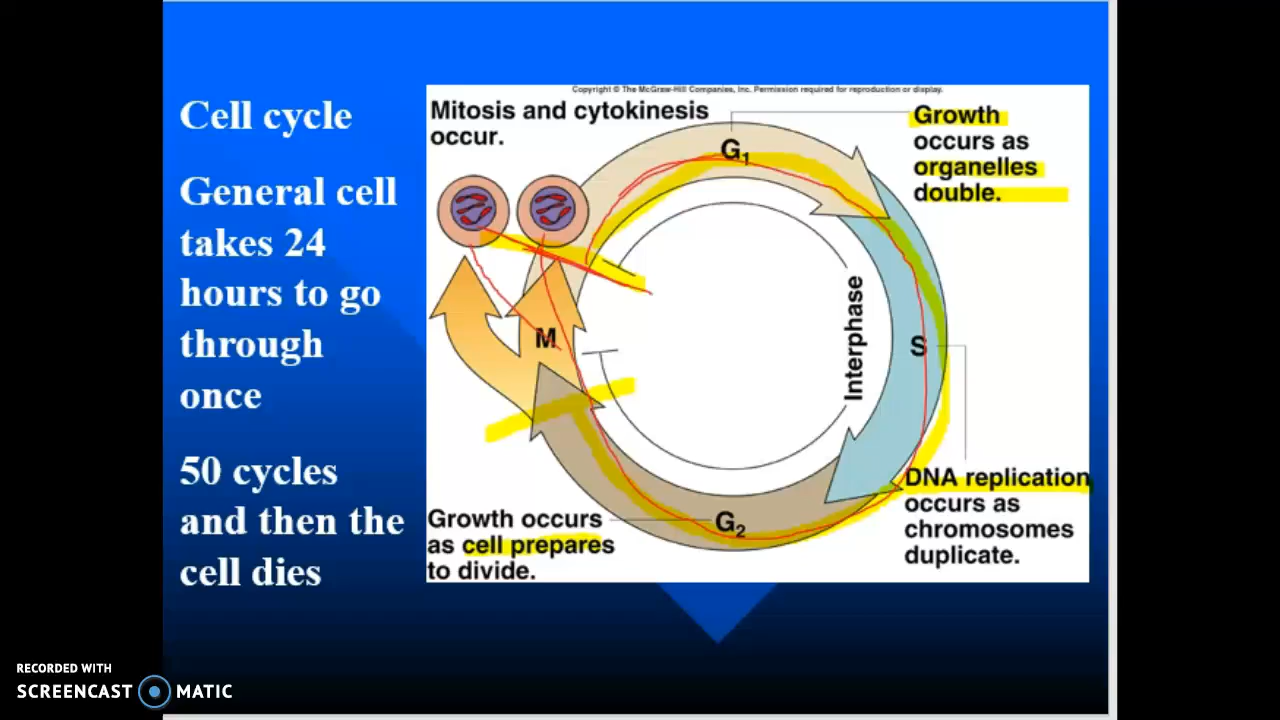 Copyright © The McGraw-Hill Companies, Inc. Permission required for reproduction or display.
Cell cycle
General cell
takes 24
hours to go
through
once
50 cycles
and then the
cell dies
Mitosis and cytokinesis
occur.
G1
Growth
occurs as
organelles
double.
M
Interphase
S
DNA replication
occurs as
chromosomes
duplicate.
Growth occurs
as cell prepares
to divide.
G2
RECORDED WITH
SCREENCAST MATIC